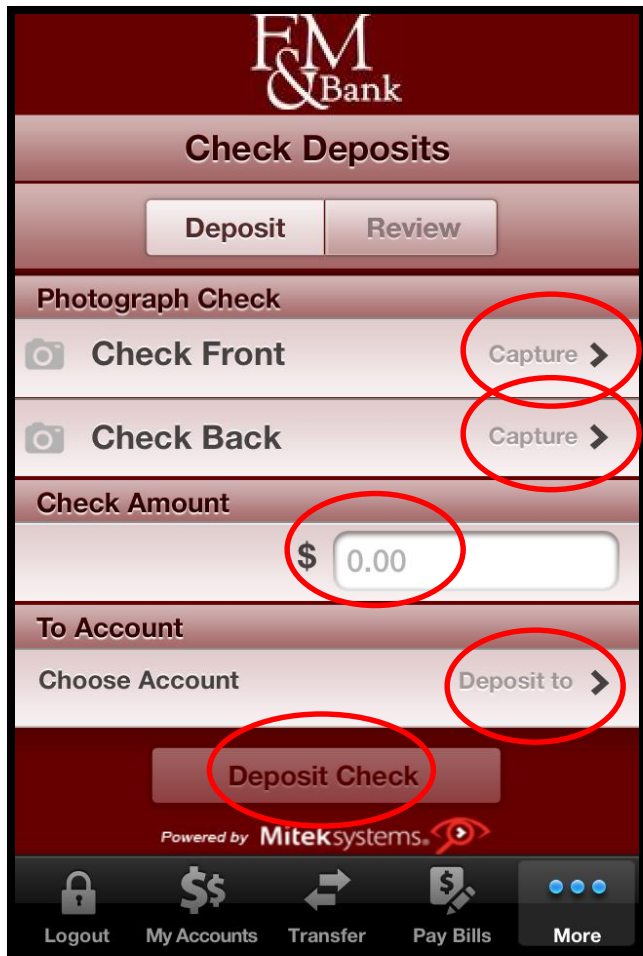 F&M
Bank
Check Deposits
Deposit Review
Photograph Check
Check Front Capture
Check Back Capture
Check Amount
$ 0.00
To Account
Choose Account Deposit to
Deposit Check
Powered by Miteksystems.
Logout My Accounts Transfer Pay Bills More